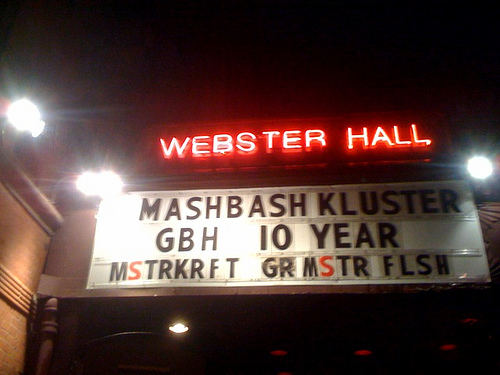 WEBSTER HALL
MASHBASH KLUSTER
GBH 10 YEAR
MSTRKRFT GRMSTR FLSH